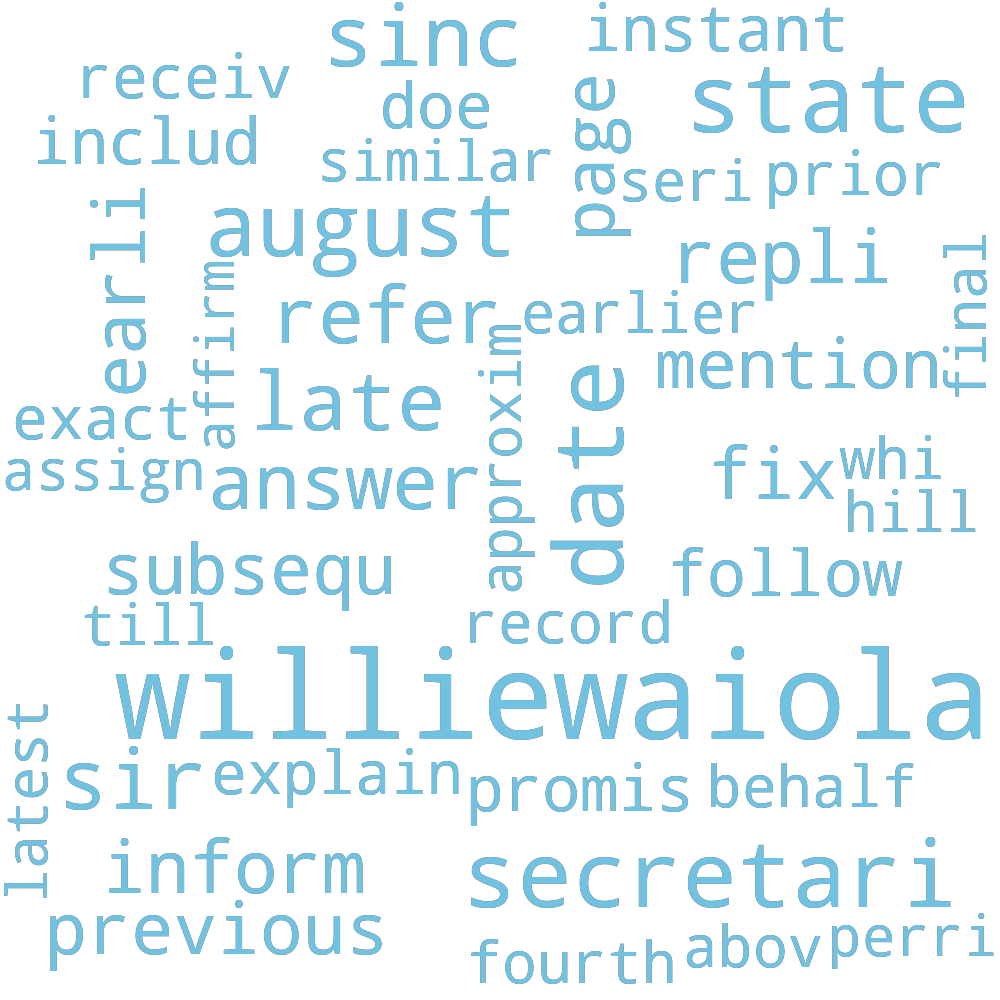 sinc
instant
receiv
doe
page
state
includ
similar
seri
prior
earli
august
repli
final
affirm
refer
earlier
approxim
mention
exact
late
date
assign
answer
fix
whi
hill
subsequ
follow
till
record
williewaiola
latest
sir
explain
promis
behalf
inform
secretari
previous
fourth
abov
perri